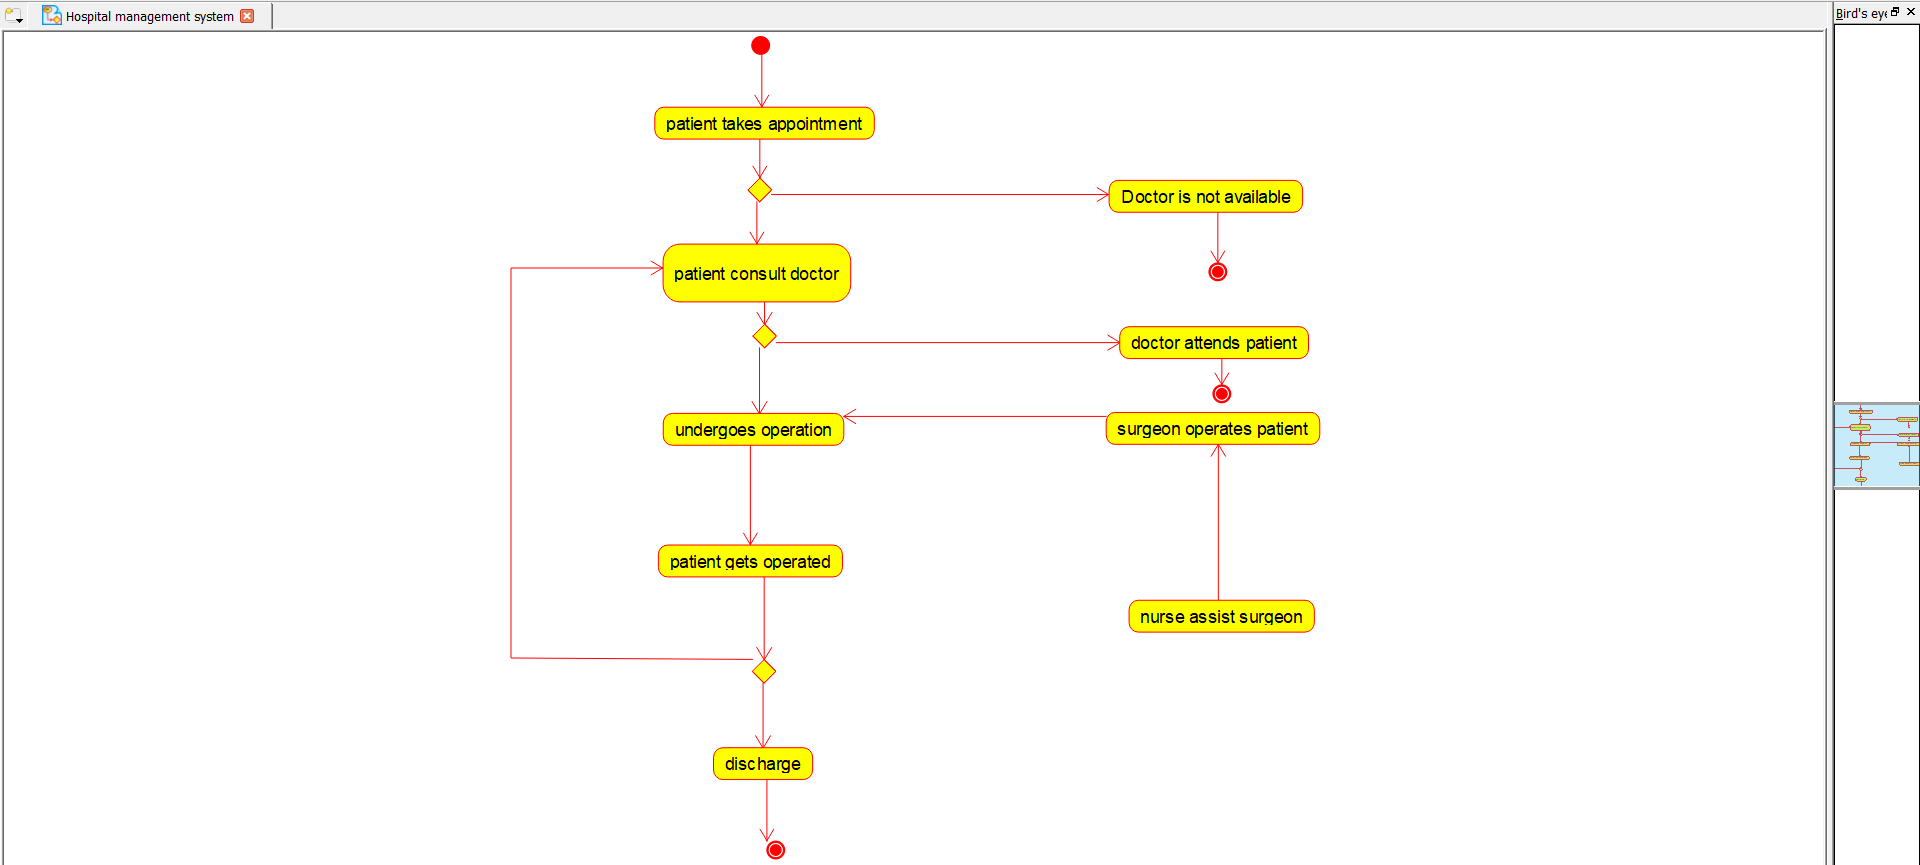 Hospital management system
Bird's eye
patient takes appointment
Doctor is not available
patient consult doctor
doctor attends patient
undergoes operation
surgeon operates patient
patient gets operated
nurse assist surgeon
discharge